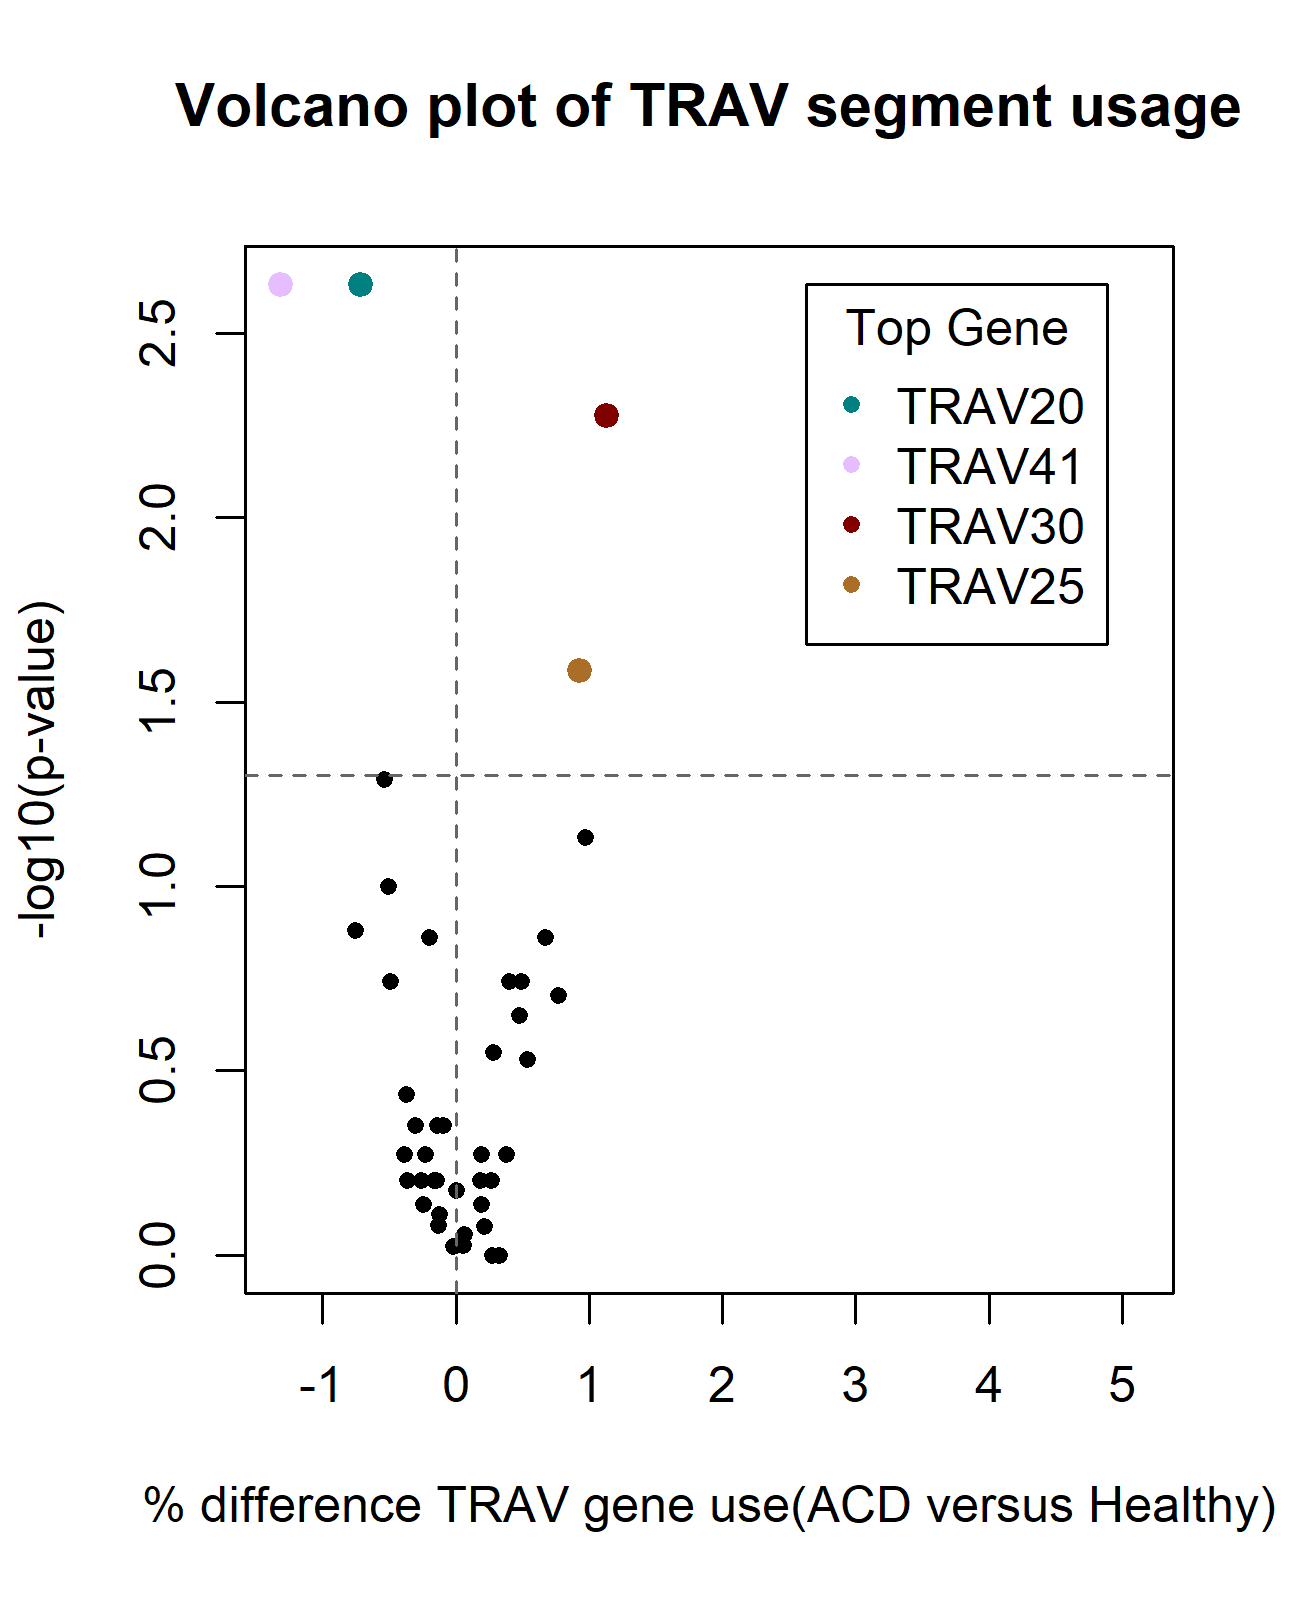 Volcano plot of TRAV segment usage
Top Gene
TRAV20
TRAV41
TRAV30
TRAV25
-log10(p-value)
2.5
2.0
1.5
1.0
0.5
0.0
-1 0 1 2 3 4 5
% difference TRAV gene use(ACD versus Healthy)